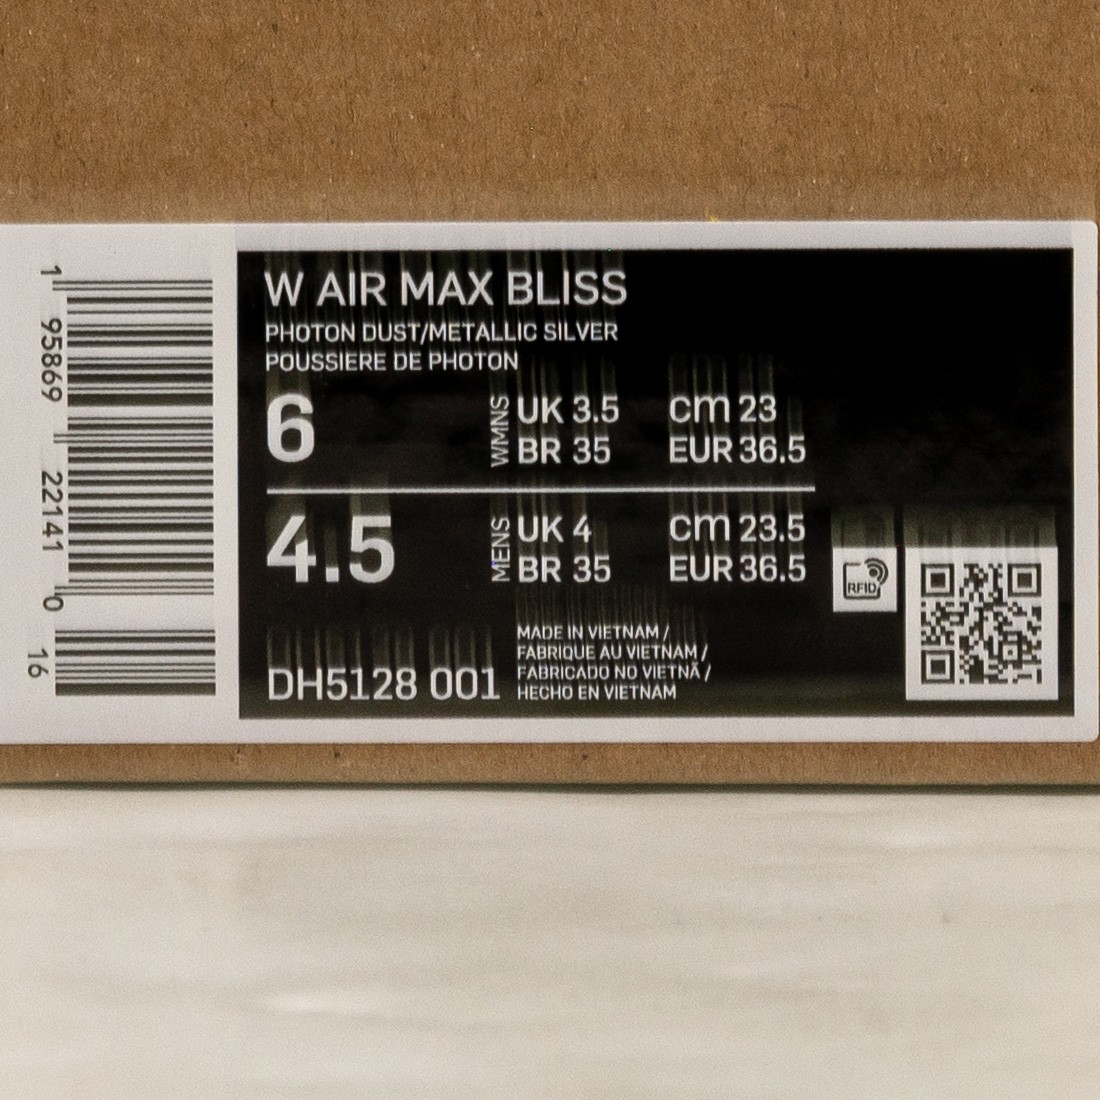 1 95869 22141 0 16
W AIR MAX BLISS
PHOTON DUST/METALLIC SILVER
POUSSIERE DE PHOTON
6 WMNS UK 3.5 cm 23
BR 35 EUR 36.5
4.5 MENS UK 4 cm 23.5
BR 35 EUR 36.5
DH5128 001
MADE IN VIETNAM /
FABRIQUE AU VIETNAM /
FABRICADO NO VIETNÃ /
HECHO EN VIETNAM
RFID